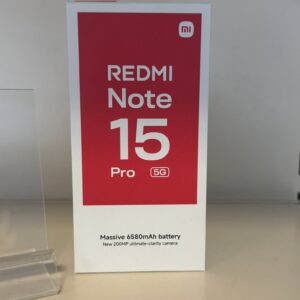 mi
REDMI
Note
15
Pro 5G
Massive 6580mAh battery
New 200MP ultimate-clarity camera